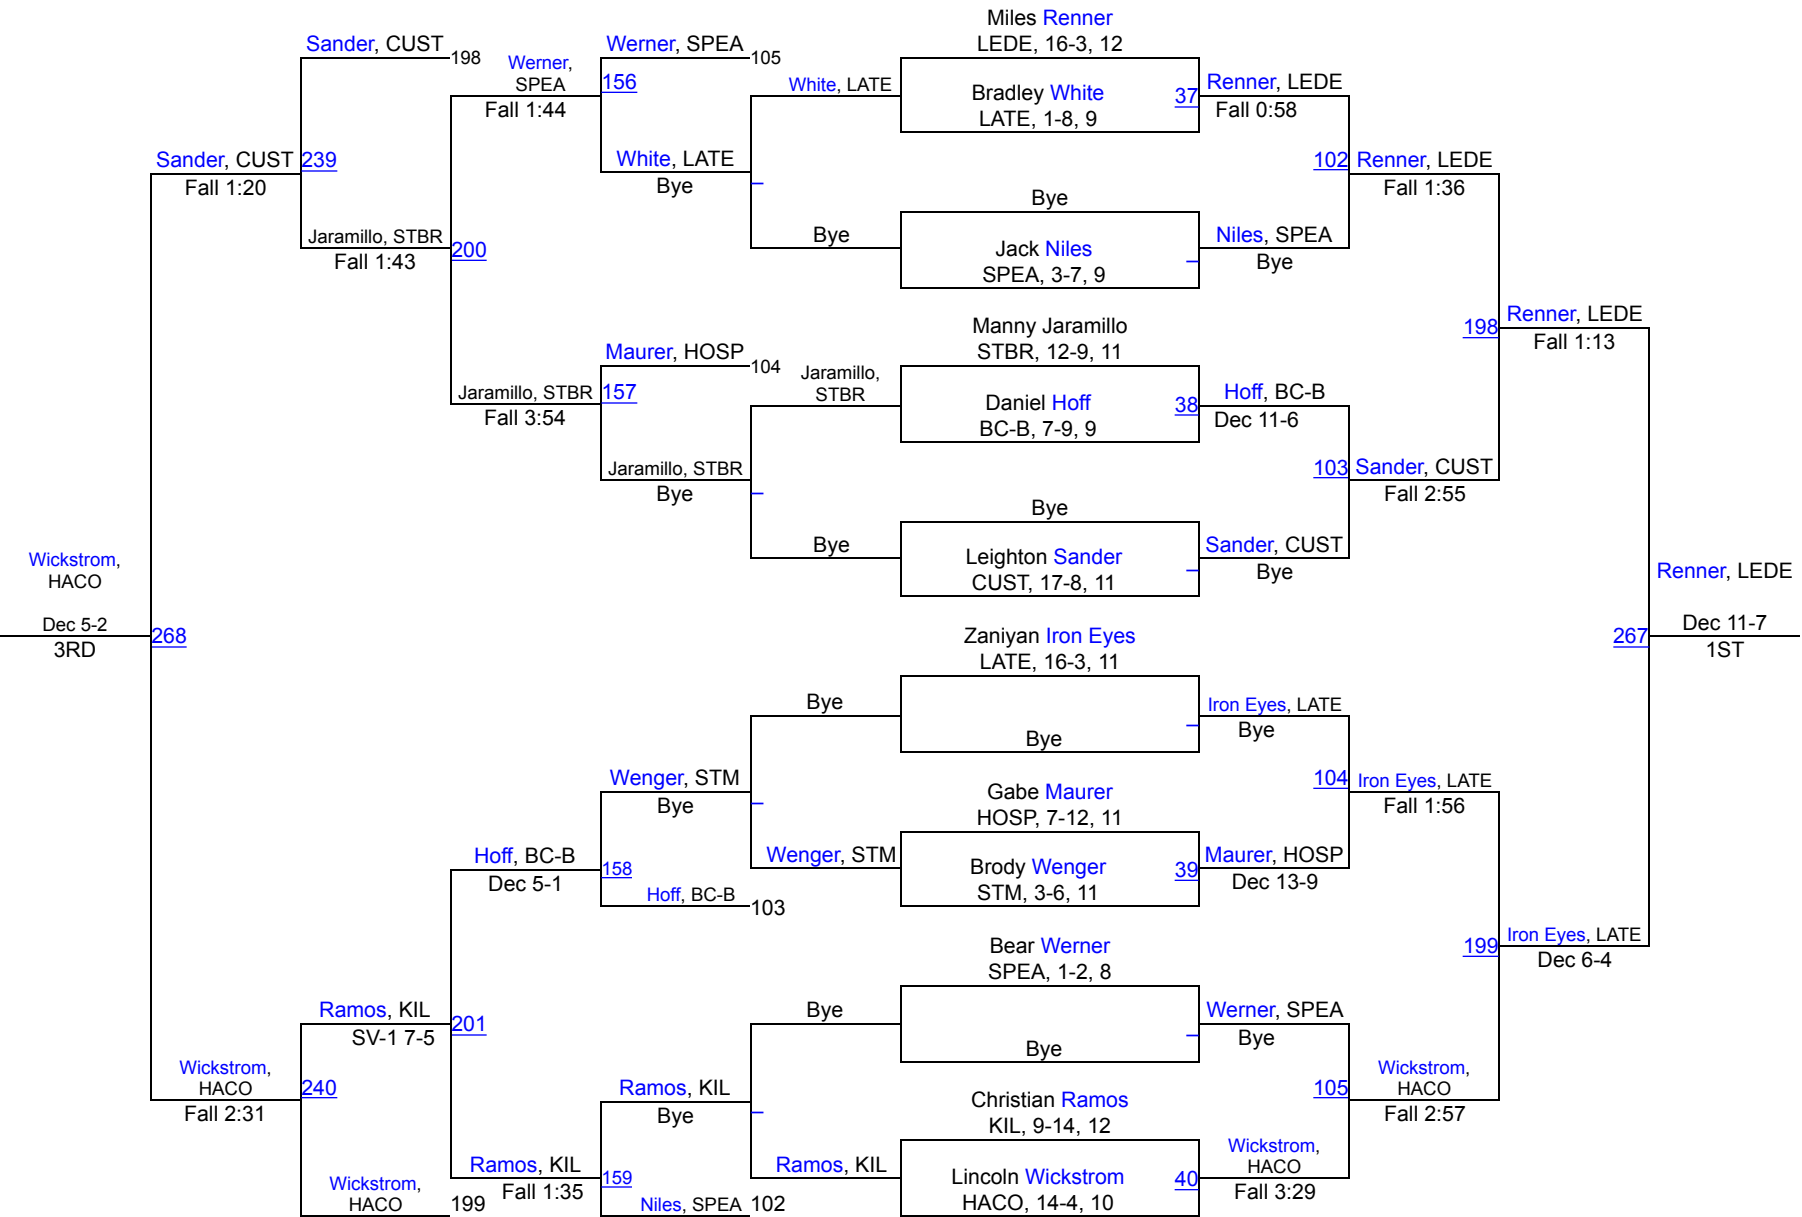 Miles Renner
LEDE, 16-3, 12
Bradley White
LATE, 1-8, 9
37
Bye
Jack Niles
SPEA, 3-7, 9
Manny Jaramillo
STBR, 12-9, 11
Daniel Hoff
BC-B, 7-9, 9
38
Bye
Leighton Sander
CUST, 17-8, 11
Zaniyan Iron Eyes
LATE, 16-3, 11
Bye
Gabe Maurer
HOSP, 7-12, 11
Brody Wenger
STM, 3-6, 11
39
Bear Werner
SPEA, 1-2, 8
Bye
Christian Ramos
KIL, 9-14, 12
Lincoln Wickstrom
HACO, 14-4, 10
40
Renner, LEDE
Fall 0:58
102
Niles, SPEA
Bye
Hoff, BC-B
Dec 11-6
103
Sander, CUST
Bye
Iron Eyes, LATE
Bye
104
Maurer, HOSP
Dec 13-9
Werner, SPEA
Bye
105
Wickstrom,
HACO
Fall 3:29
Renner, LEDE
Fall 1:36
198
Sander, CUST
Fall 2:55
Iron Eyes, LATE
Fall 1:56
199
Wickstrom,
HACO
Fall 2:57
Renner, LEDE
Fall 1:13
267
Iron Eyes, LATE
Dec 6-4
Renner, LEDE
Dec 11-7
1ST
White, LATE
Bye
Jaramillo,
STBR
Bye
Bye
Wenger, STM
Bye
Ramos, KIL
Werner, SPEA
105
156
White, LATE
Bye
Maurer, HOSP
104
157
Jaramillo, STBR
Bye
Wenger, STM
Bye
158
Hoff, BC-B
103
Ramos, KIL
Bye
159
Niles, SPEA
102
Werner,
SPEA
Fall 1:44
200
Jaramillo, STBR
Fall 3:54
Hoff, BC-B
Dec 5-1
201
Ramos, KIL
Fall 1:35
Sander, CUST
198
239
Jaramillo, STBR
Fall 1:43
Ramos, KIL
SV-1 7-5
240
Wickstrom,
HACO
199
Sander, CUST
Fall 1:20
268
Wickstrom,
HACO
Fall 2:31
Wickstrom,
HACO
Dec 5-2
3RD